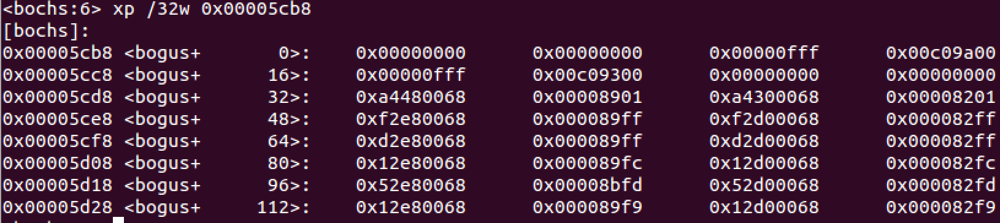 <bochs:6> xp /32w 0x00005cb8
[bochs]:
0x00005cb8 <bogus+       0>:    0x00000000      0x00000000      0x00000fff      0x00c09a00
0x00005cc8 <bogus+      16>:    0x00000fff      0x00c09300      0x00000000      0x00000000
0x00005cd8 <bogus+      32>:    0xa4480068      0x00008901      0xa4300068      0x00008201
0x00005ce8 <bogus+      48>:    0xf2e80068      0x000089ff      0xf2d00068      0x000082ff
0x00005cf8 <bogus+      64>:    0xd2e80068      0x000089ff      0xd2d00068      0x000082ff
0x00005d08 <bogus+      80>:    0x12e80068      0x000089fc      0x12d00068      0x000082fc
0x00005d18 <bogus+      96>:    0x52e80068      0x00008bfd      0x52d00068      0x000082fd
0x00005d28 <bogus+     112>:    0x12e80068      0x000089f9      0x12d00068      0x000082f9